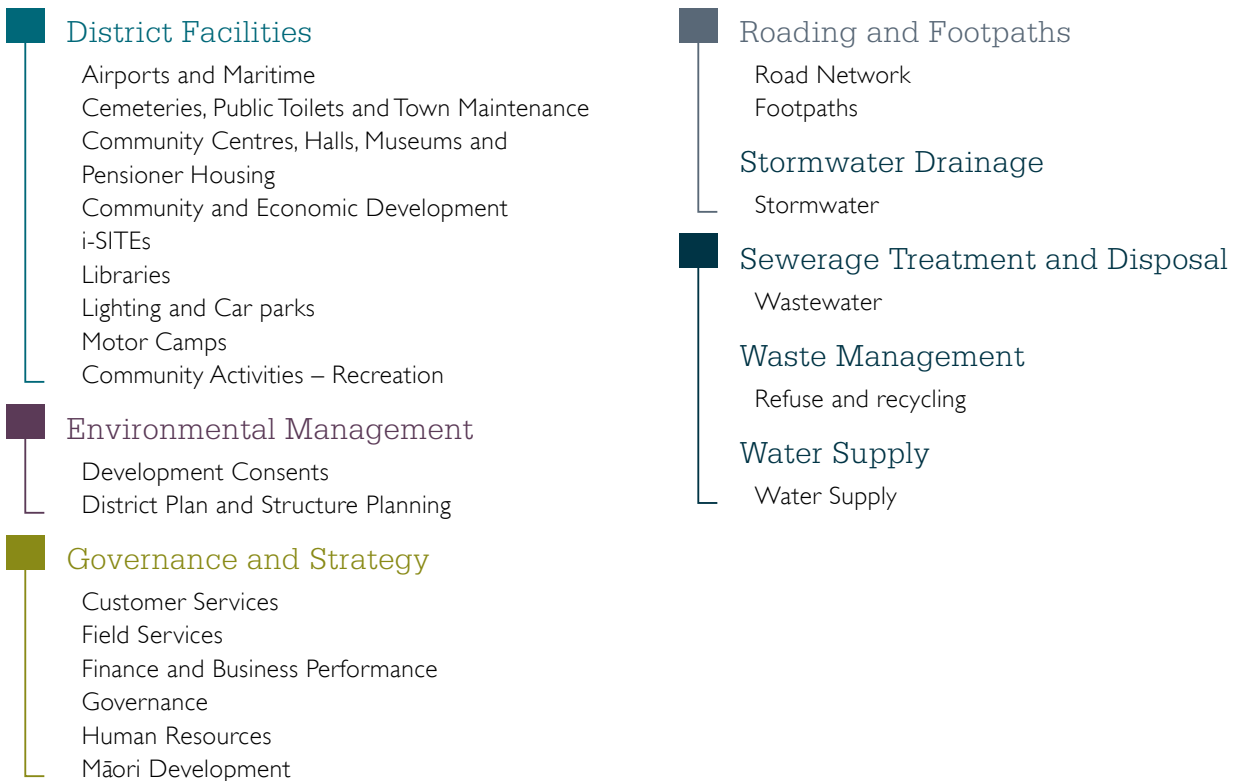 District Facilities
Airports and Maritime
Cemeteries, Public Toilets and Town Maintenance
Community Centres, Halls, Museums and
Pensioner Housing
Community and Economic Development
i-SITEs
Libraries
Lighting and Car parks
Motor Camps
Community Activities – Recreation
Environmental Management
Development Consents
District Plan and Structure Planning
Governance and Strategy
Customer Services
Field Services
Finance and Business Performance
Governance
Human Resources
Māori Development
Roading and Footpaths
Road Network
Footpaths
Stormwater Drainage
Stormwater
Sewerage Treatment and Disposal
Wastewater
Waste Management
Refuse and recycling
Water Supply
Water Supply